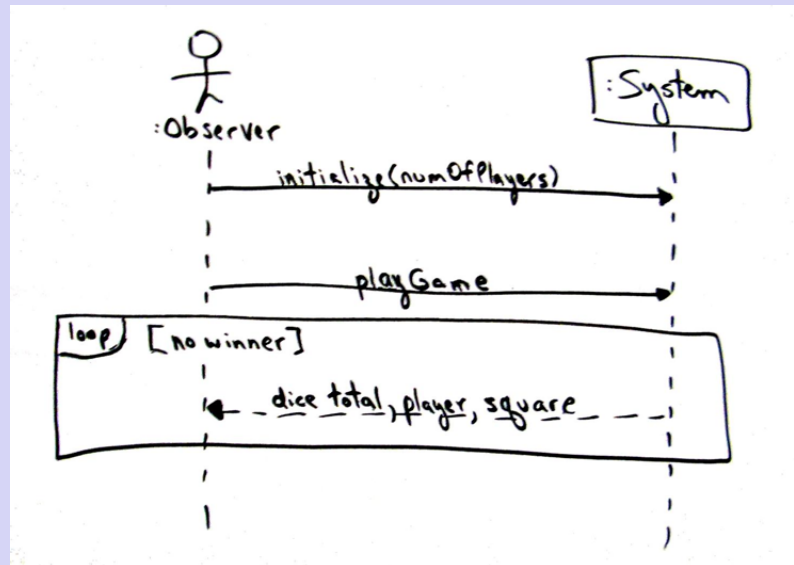 :System
:Observer
initialize(numOfPlayers)
playGame
loop [no winner]
dice total, player, square